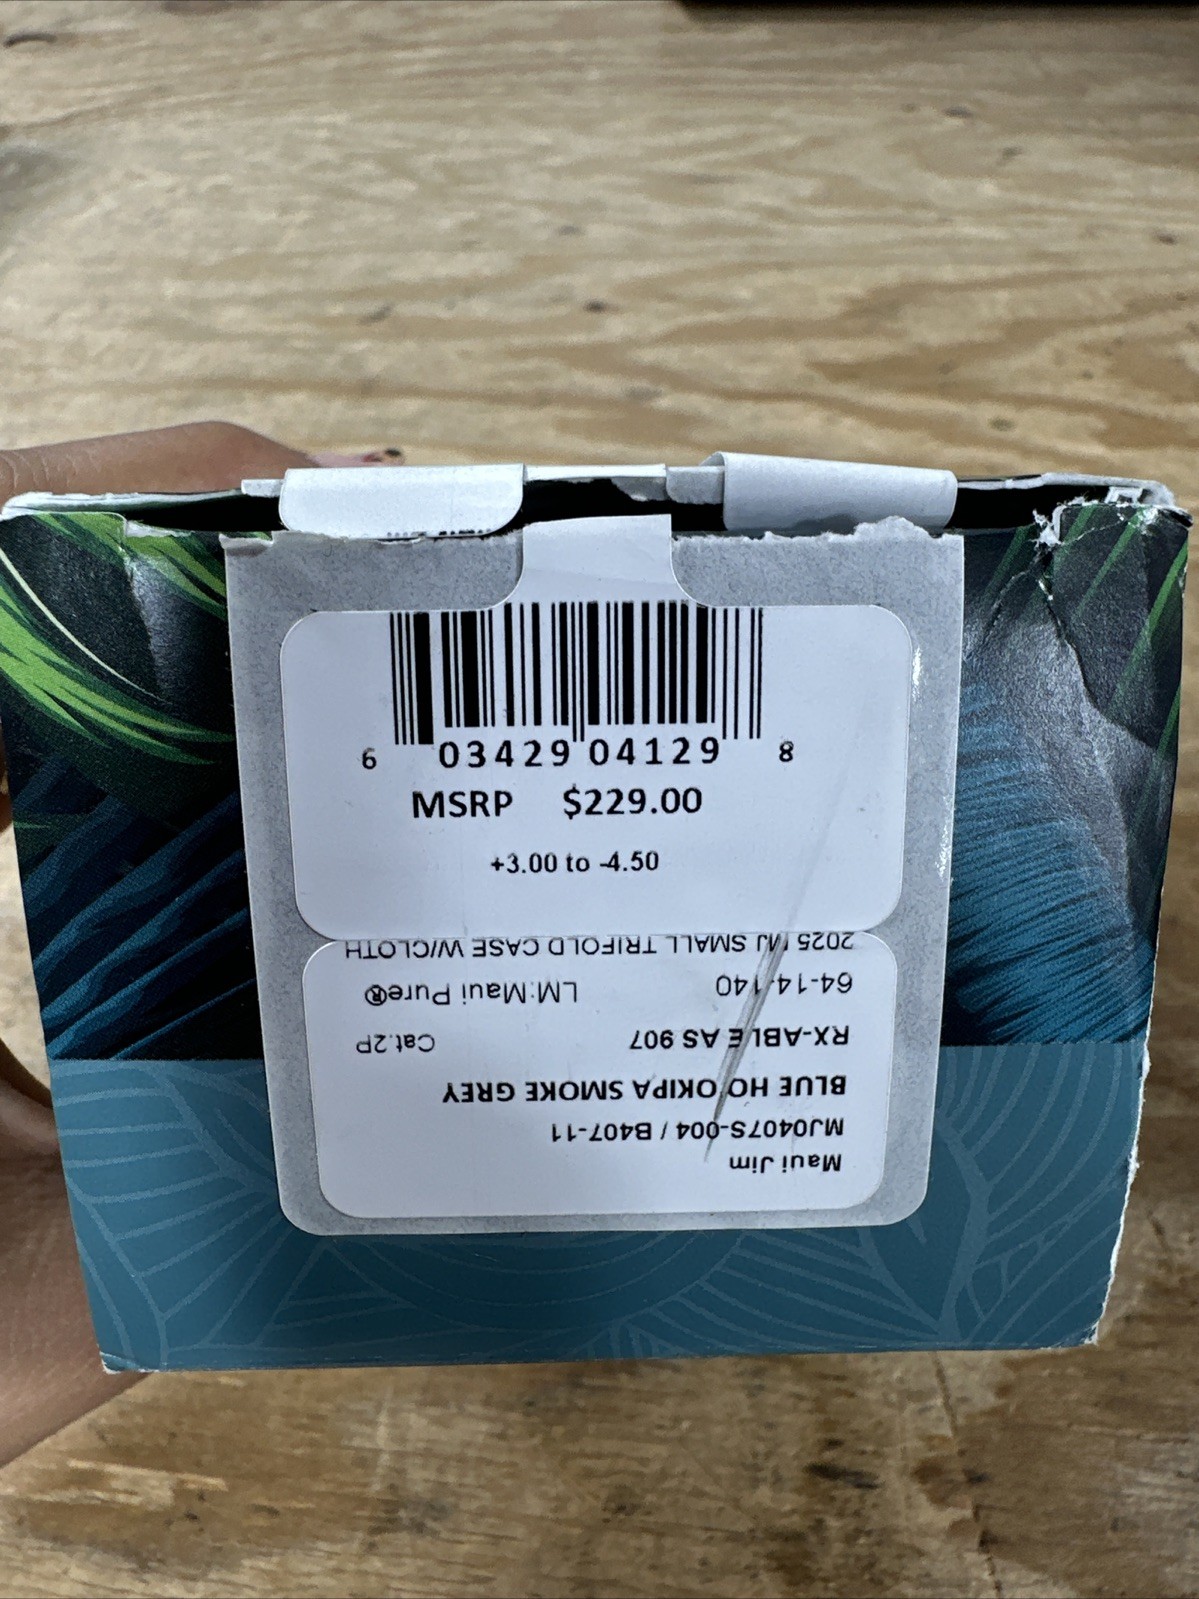 6 03429 04129 8
MSRP $229.00
+3.00 to -4.50
Maui Jim
MJ0407S-004 / B407-11
BLUE HO'OKIPA SMOKE GREY
RX-ABLE AS 907 Cat.2P
64-14-140 LM:Maui Pure®
2025 MJ SMALL TRIFOLD CASE W/CLOTH